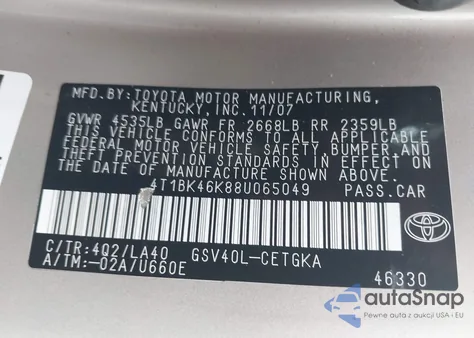 MFD.BY:TOYOTA MOTOR MANUFACTURING,
KENTUCKY, INC. 11/07
GVWR 4535LB GAWR FR 2668LB RR 2359LB
THIS VEHICLE CONFORMS TO ALL APPLICABLE
FEDERAL MOTOR VEHICLE SAFETY, BUMPER AND
THEFT PREVENTION STANDARDS IN EFFECT ON
THE DATE OF MANUFACTURE SHOWN ABOVE.
4T1BK46K88U065049 PASS.CAR
C/TR:4Q2/LA40 GSV40L-CETGKA
A/TM:-02A/U660E 46330
TOYOTA
autoSnap
Pewne auta z aukcji USA i EU